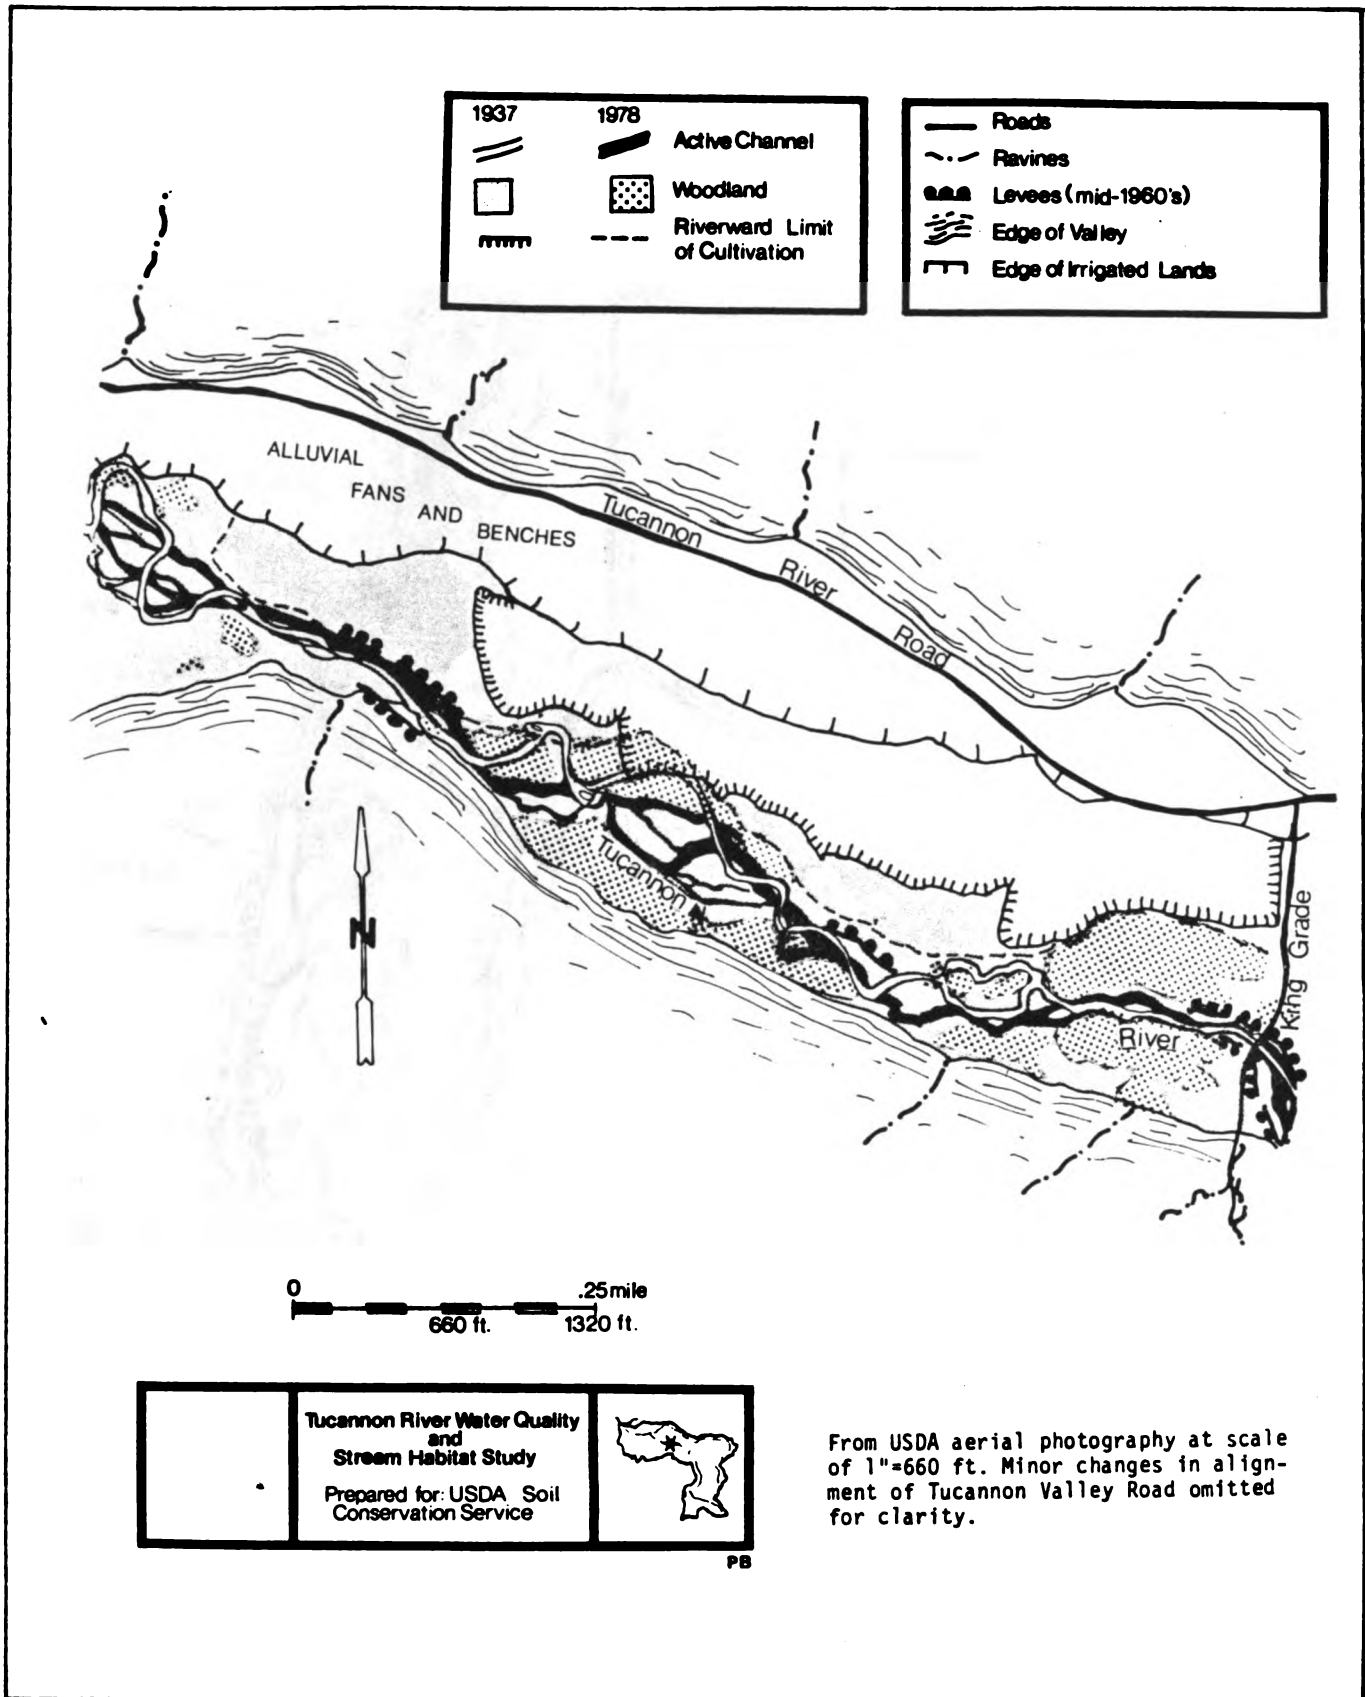 1937 1978
Active Channel
Woodland
Riverward Limit
of Cultivation
Roads
Ravines
Levees (mid-1960's)
Edge of Valley
Edge of Irrigated Lands
ALLUVIAL
FANS AND BENCHES
Tucannon River Road
Tucannon River
King Grade
N
0 .25 mile
660 ft. 1320 ft.
Tucannon River Water Quality
and
Stream Habitat Study
Prepared for: USDA Soil
Conservation Service
PB
From USDA aerial photography at scale
of 1"=660 ft. Minor changes in align-
ment of Tucannon Valley Road omitted
for clarity.